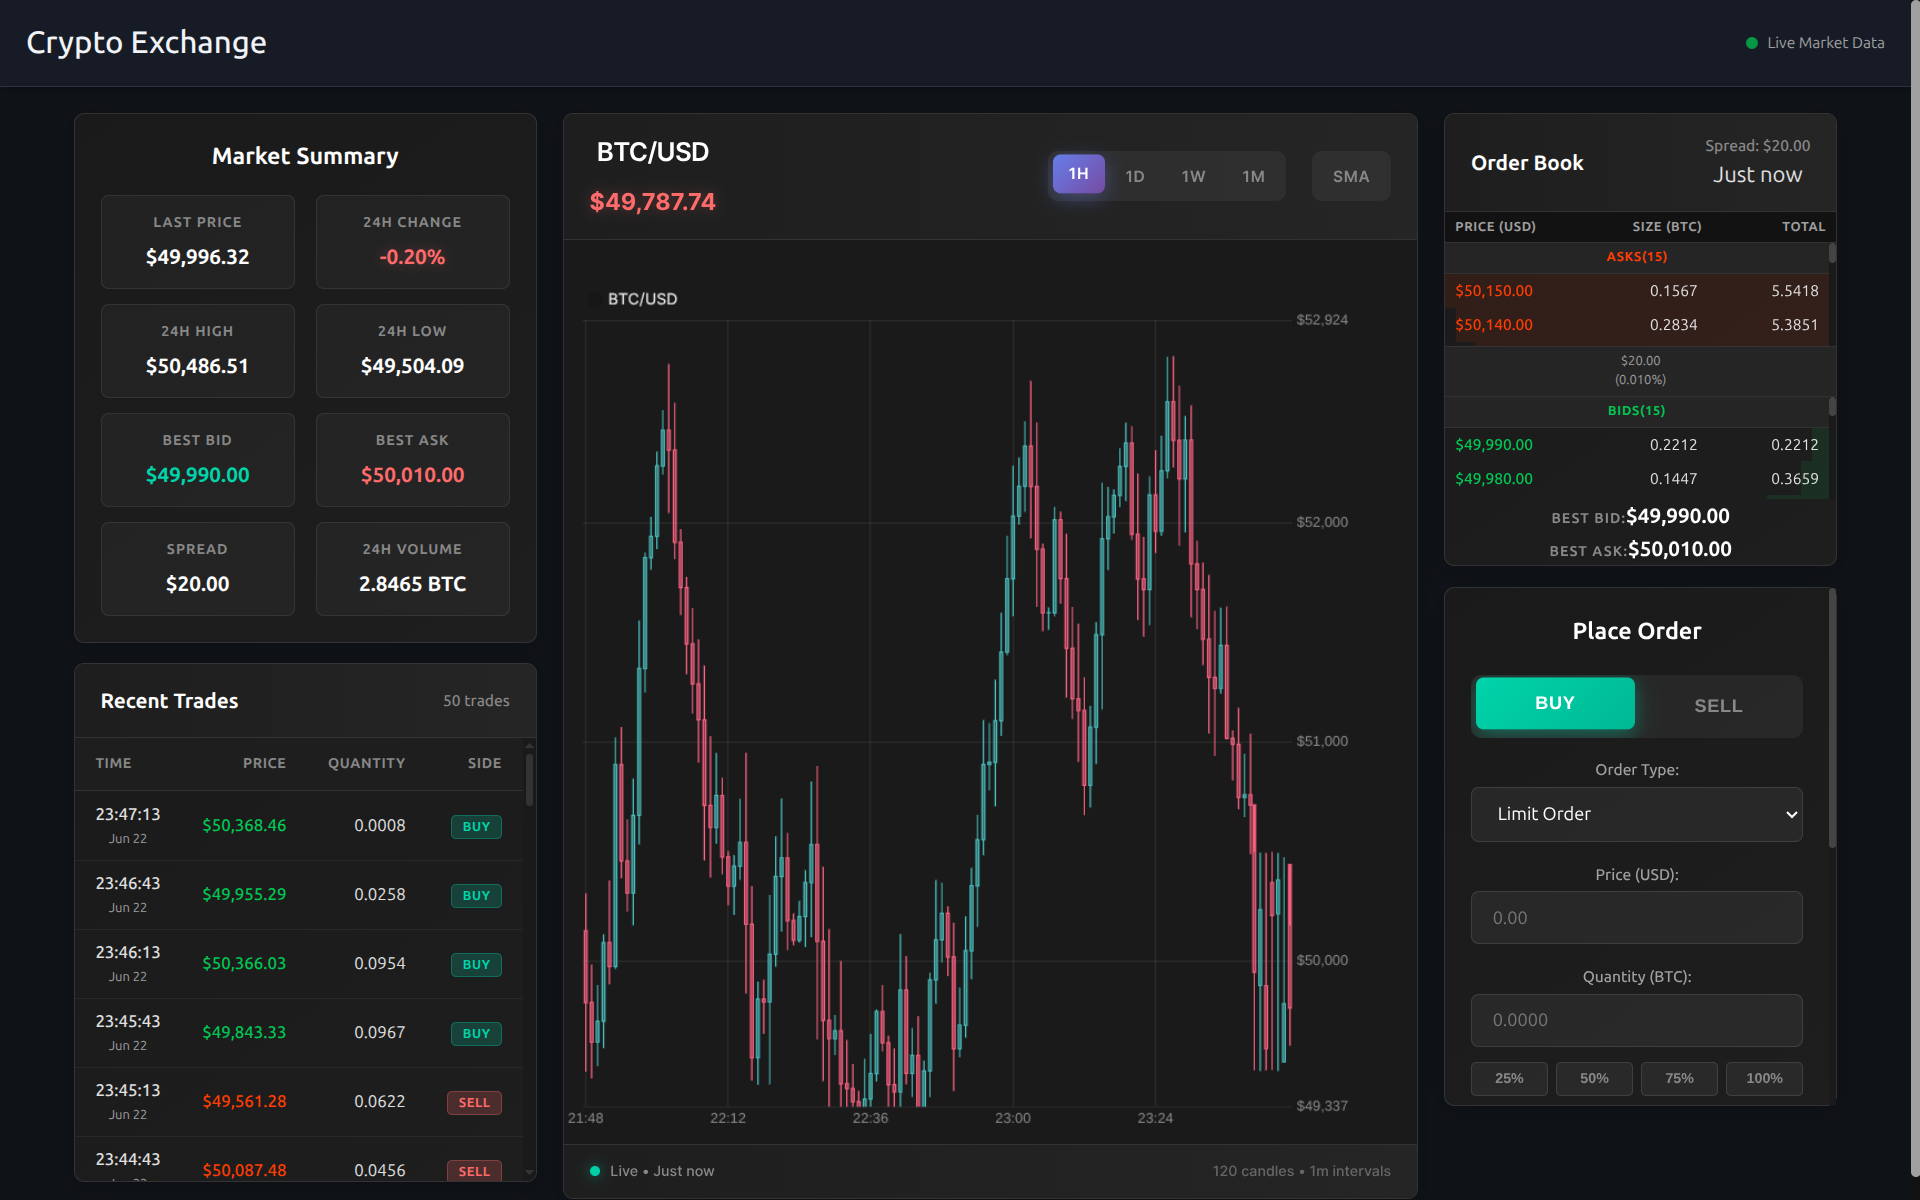 Crypto Exchange
Live Market Data
Market Summary
LAST PRICE
$49,996.32
24H CHANGE
-0.20%
24H HIGH
$50,486.51
24H LOW
$49,504.09
BEST BID
$49,990.00
BEST ASK
$50,010.00
SPREAD
$20.00
24H VOLUME
2.8465 BTC
Recent Trades
50 trades
TIME PRICE QUANTITY SIDE
23:47:13 $50,368.46 0.0008 BUY
Jun 22
23:46:43 $49,955.29 0.0258 BUY
Jun 22
23:46:13 $50,366.03 0.0954 BUY
Jun 22
23:45:43 $49,843.33 0.0967 BUY
Jun 22
23:45:13 $49,561.28 0.0622 SELL
Jun 22
23:44:43 $50,087.48 0.0456 SELL
BTC/USD
$49,787.74
1H 1D 1W 1M SMA
BTC/USD
$52,924
$52,000
$51,000
$50,000
$49,337
21:48 22:12 22:36 23:00 23:24
Live • Just now
120 candles • 1m intervals
Order Book
Spread: $20.00
Just now
PRICE (USD) SIZE (BTC) TOTAL
ASKS(15)
$50,150.00 0.1567 5.5418
$50,140.00 0.2834 5.3851
$20.00
(0.010%)
BIDS(15)
$49,990.00 0.2212 0.2212
$49,980.00 0.1447 0.3659
BEST BID:$49,990.00
BEST ASK:$50,010.00
Place Order
BUY SELL
Order Type:
Limit Order
Price (USD):
0.00
Quantity (BTC):
0.0000
25% 50% 75% 100%